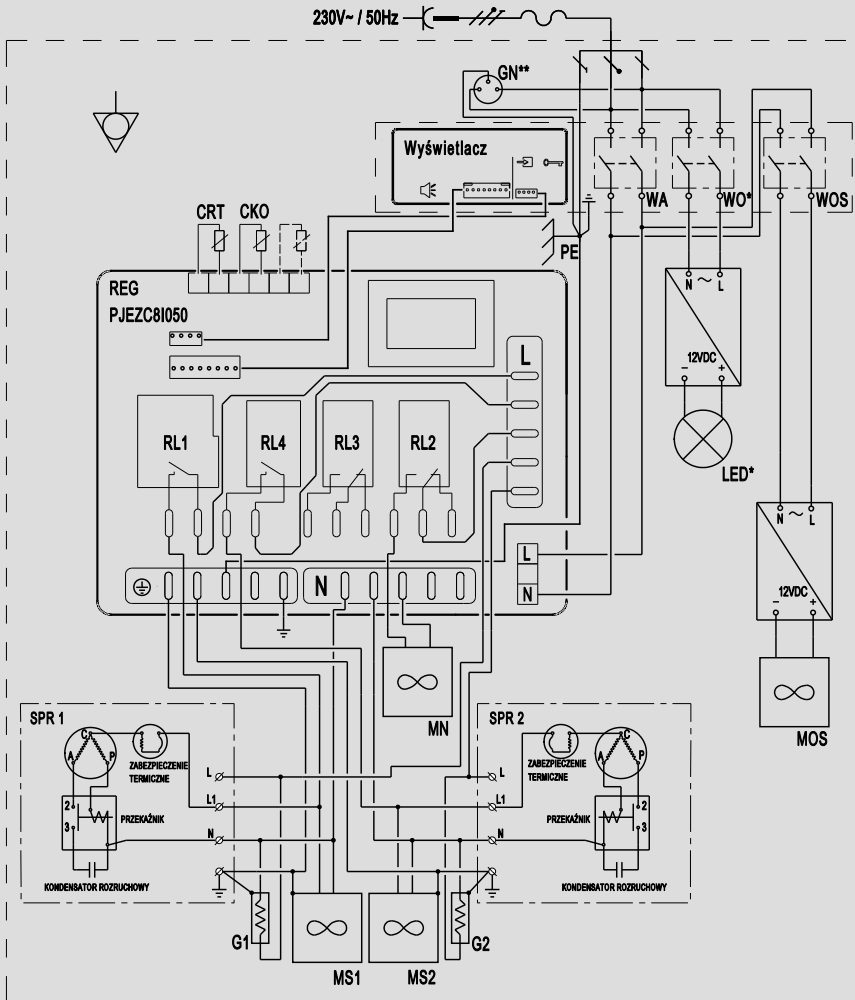 230V~ / 50Hz
GN**
Wyświetlacz
WA
WO*
WOS
PE
CRT
CKO
REG
PJEZC8I050
L
N ~ L
12VDC
- +
LED*
RL1
RL4
RL3
RL2
L
N
N
N ~ L
12VDC
- +
MN
MOS
SPR 1
C
A
P
ZABEZPIECZENIE
TERMICZNE
2
3
PRZEKAŹNIK
KONDENSATOR ROZRUCHOWY
L
L1
N
SPR 2
C
A
P
ZABEZPIECZENIE
TERMICZNE
2
3
PRZEKAŹNIK
KONDENSATOR ROZRUCHOWY
L
L1
N
G1
MS1
MS2
G2